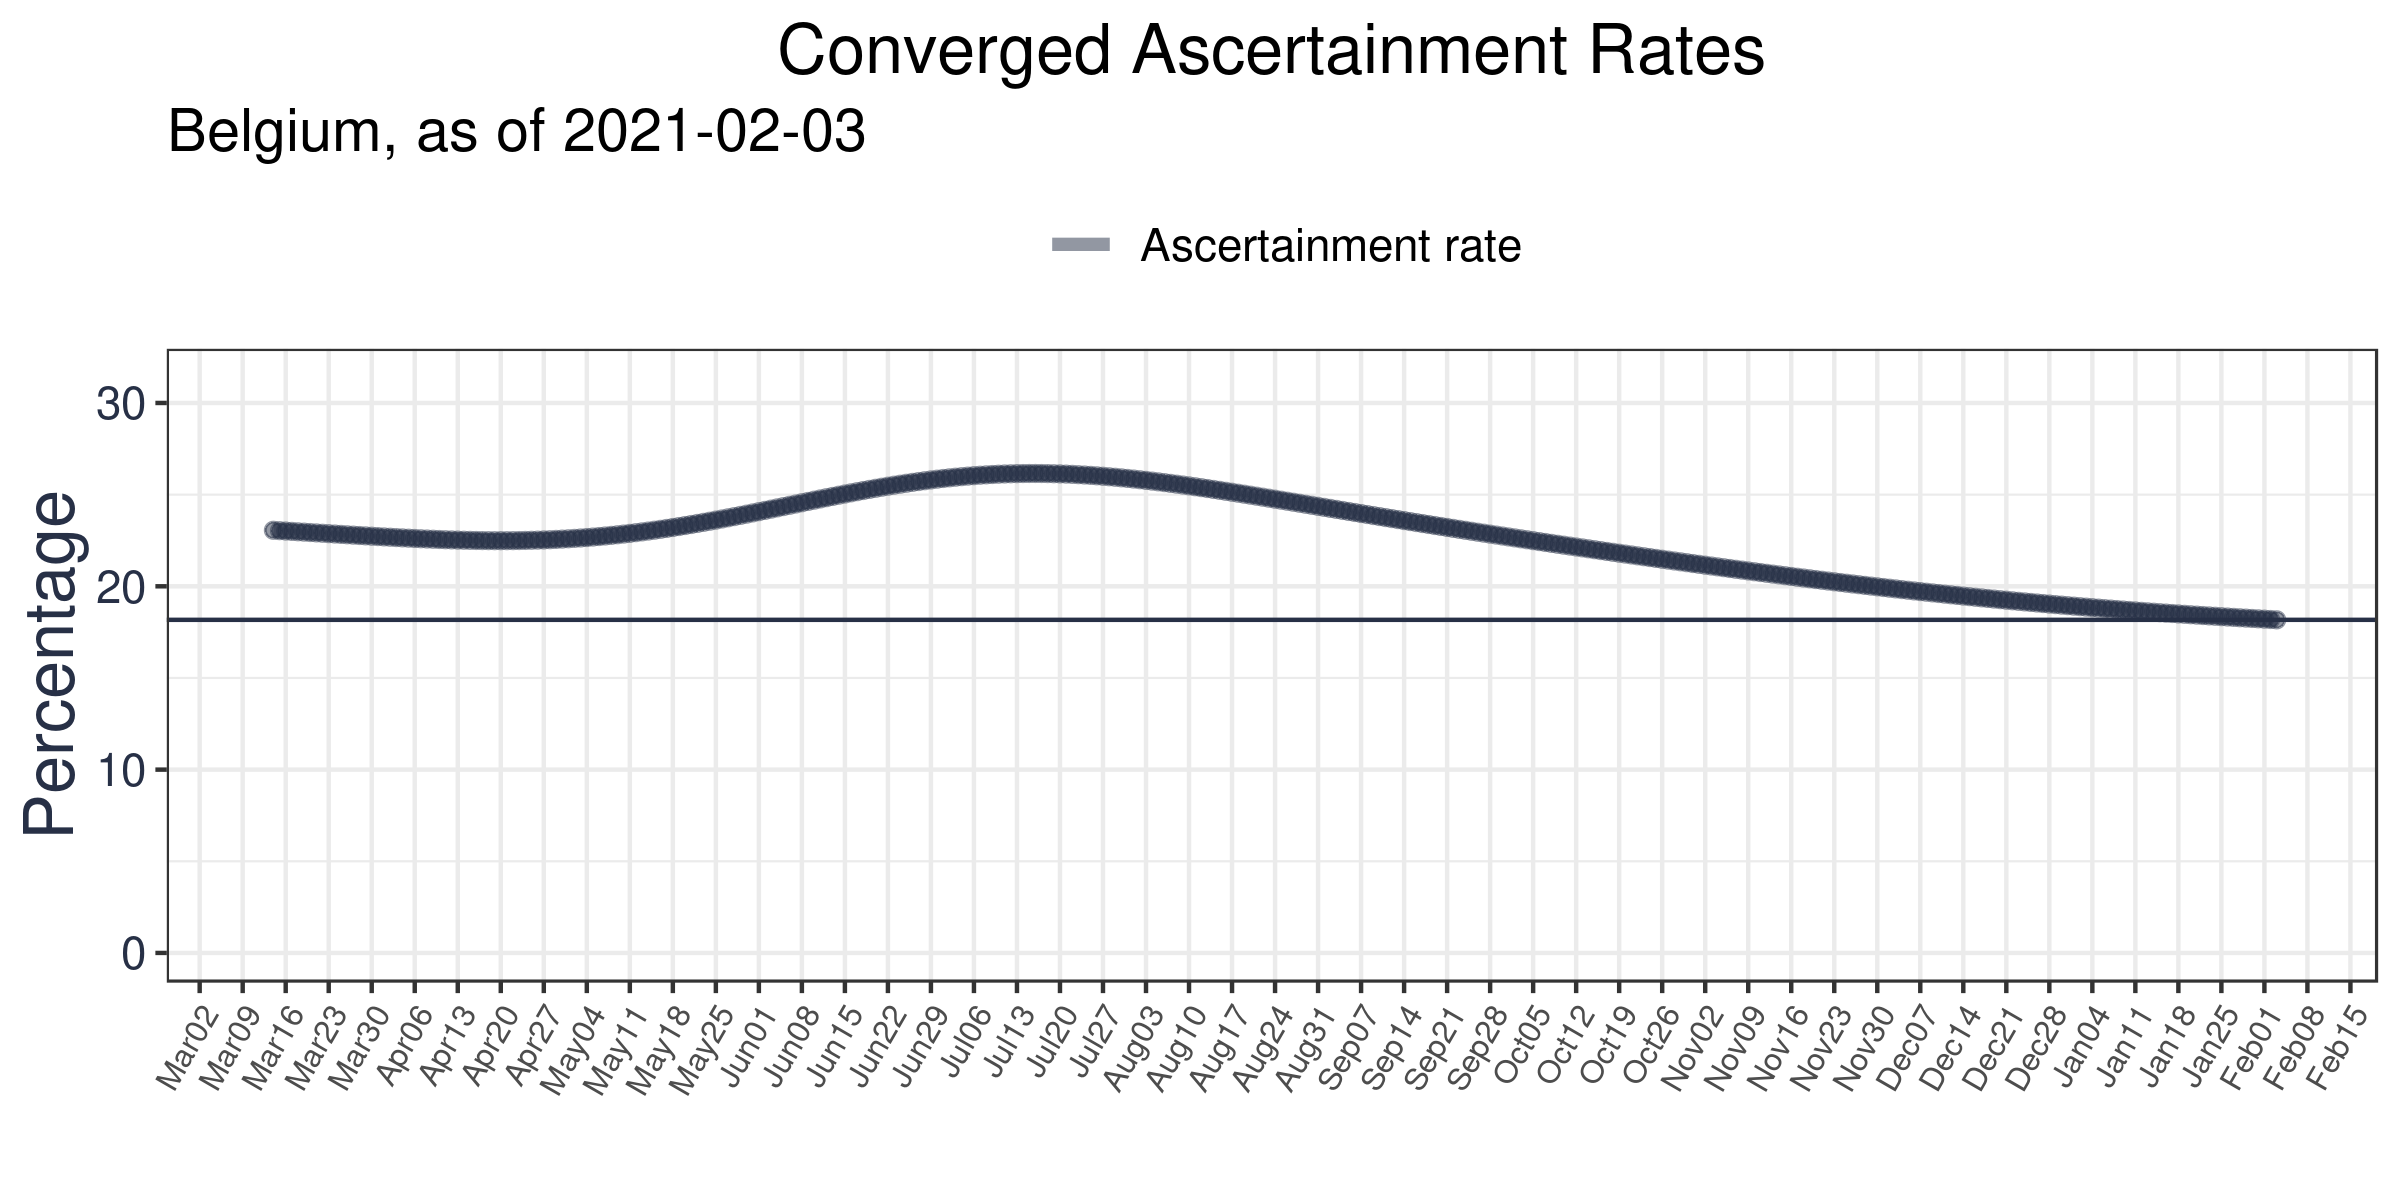 Converged Ascertainment Rates
Belgium, as of 2021-02-03
Ascertainment rate
Percentage
30
20
10
0
Mar02 Mar09 Mar16 Mar23 Mar30 Apr06 Apr13 Apr20 Apr27 May04 May11 May18 May25 Jun01 Jun08 Jun15 Jun22 Jun29 Jul06 Jul13 Jul20 Jul27 Aug03 Aug10 Aug17 Aug24 Aug31 Sep07 Sep14 Sep21 Sep28 Oct05 Oct12 Oct19 Oct26 Nov02 Nov09 Nov16 Nov23 Nov30 Dec07 Dec14 Dec21 Dec28 Jan04 Jan11 Jan18 Jan25 Feb01 Feb08 Feb15